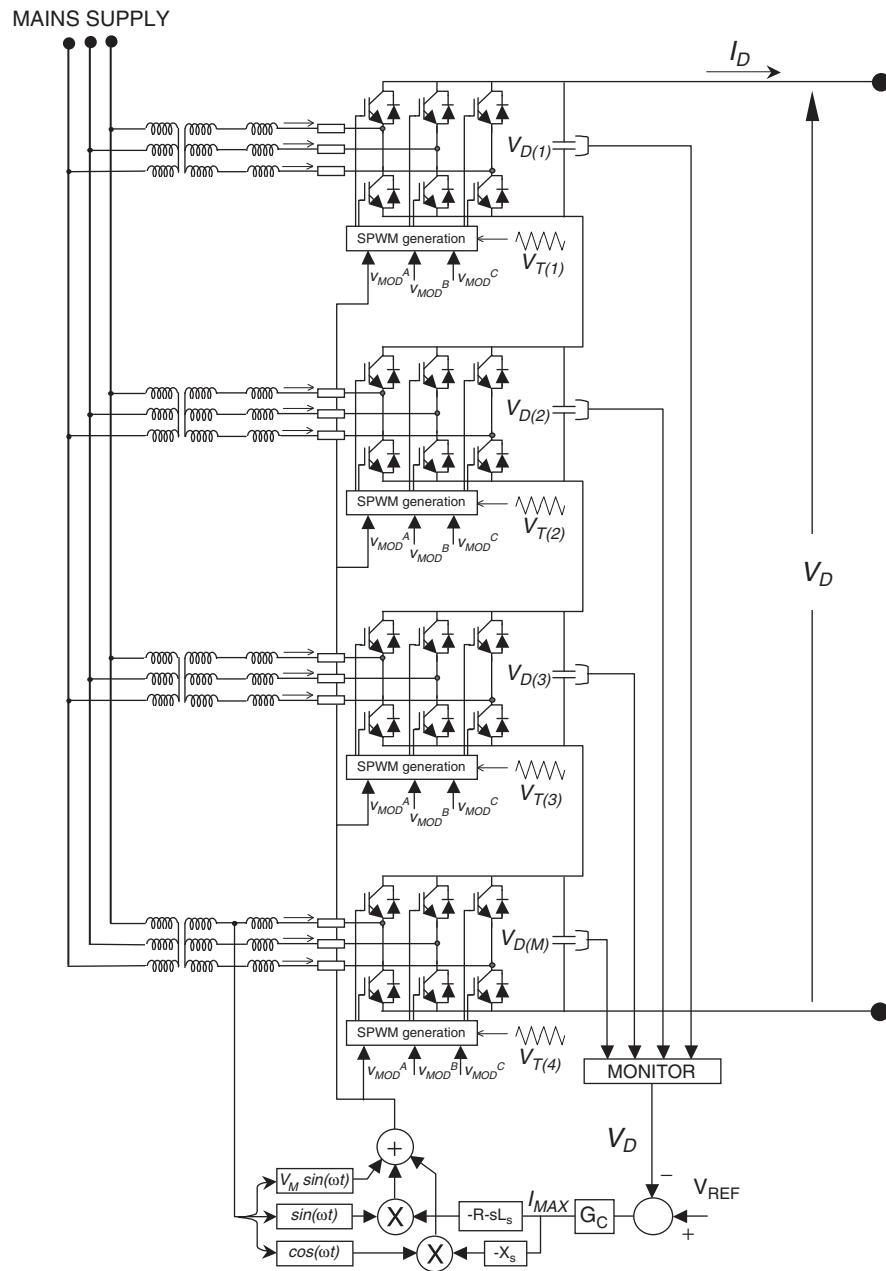 MAINS SUPPLY
I_D
V_D(1)
SPWM generation
V_T(1)
v_MOD^A
v_MOD^B
v_MOD^C
V_D(2)
SPWM generation
V_T(2)
v_MOD^A
v_MOD^B
v_MOD^C
V_D
V_D(3)
SPWM generation
V_T(3)
v_MOD^A
v_MOD^B
v_MOD^C
V_D(M)
SPWM generation
V_T(4)
v_MOD^A
v_MOD^B
v_MOD^C
MONITOR
V_D
+
V_M sin(ωt)
−
V_REF
+
sin(ωt)
X
-R-sL_s
I_MAX
G_C
cos(ωt)
X
-X_s